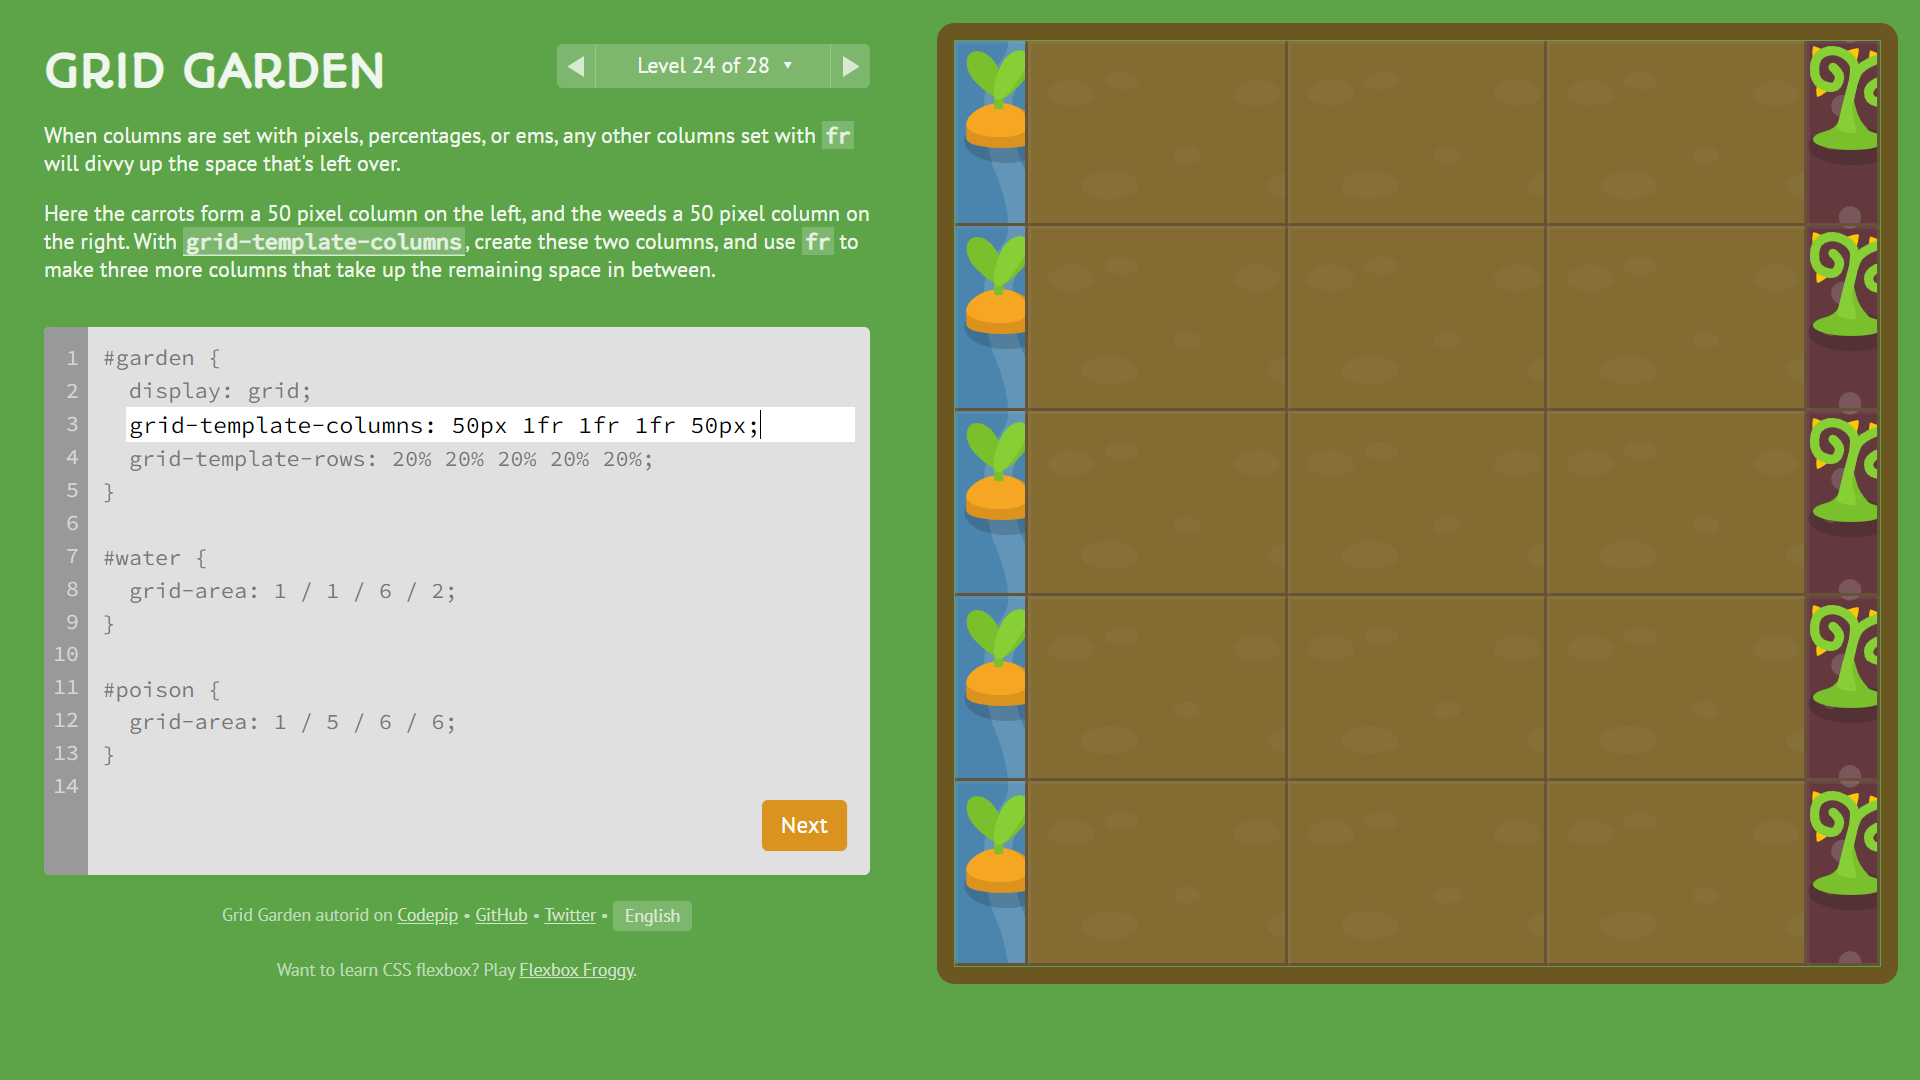 GRID GARDEN
Level 24 of 28 ▼
When columns are set with pixels, percentages, or ems, any other columns set with fr
will divvy up the space that's left over.
Here the carrots form a 50 pixel column on the left, and the weeds a 50 pixel column on
the right. With grid-template-columns, create these two columns, and use fr to
make three more columns that take up the remaining space in between.
1 #garden {
2 display: grid;
3 grid-template-columns: 50px 1fr 1fr 1fr 50px;
4 grid-template-rows: 20% 20% 20% 20% 20%;
5 }
6
7 #water {
8 grid-area: 1 / 1 / 6 / 2;
9 }
10
11 #poison {
12 grid-area: 1 / 5 / 6 / 6;
13 }
14
Next
Grid Garden autorid on Codepip • GitHub • Twitter • English
Want to learn CSS flexbox? Play Flexbox Froggy.